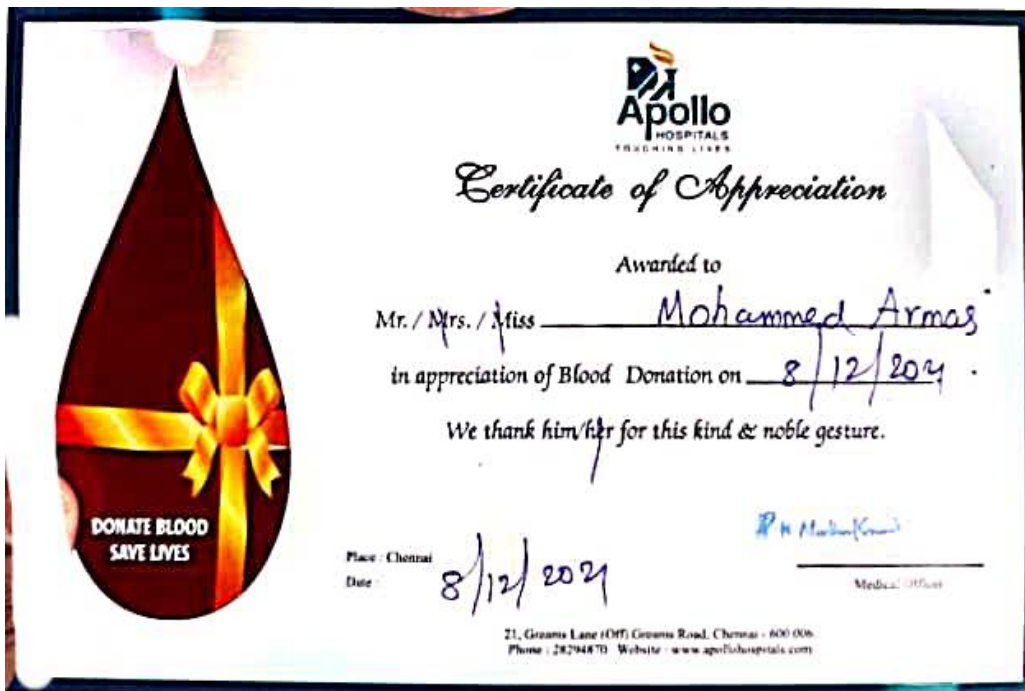 Apollo
HOSPITALS
TOUCHING LIVES
Certificate of Appreciation
Awarded to
Mr. / Mrs. / Miss Mohammed Armas
in appreciation of Blood Donation on 8/12/2021.
We thank him/her for this kind & noble gesture.
DONATE BLOOD
SAVE LIVES
Place : Chennai
Date : 8/12/2021
Medical Officer
21, Greams Lane (Off) Greams Road, Chennai - 600 006
Phone : 28294870 Website : www.apollohospitals.com